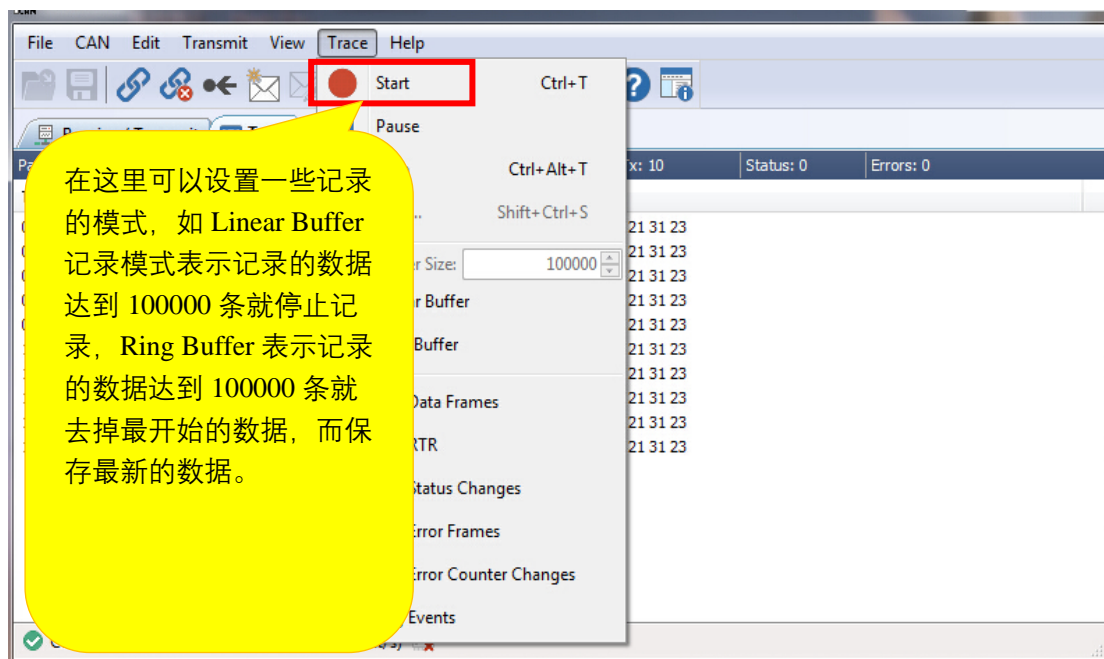 File CAN Edit Transmit View Trace Help
Start Ctrl+T
Pause
Ctrl+Alt+T
Shift+Ctrl+S
Size: 100000
Buffer
Buffer
Data Frames
RTR
Status Changes
Error Frames
Error Counter Changes
Events
x: 10 Status: 0 Errors: 0
21 31 23
21 31 23
21 31 23
21 31 23
21 31 23
21 31 23
21 31 23
21 31 23
21 31 23
21 31 23
在这里可以设置一些记录
的模式，如 Linear Buffer
记录模式表示记录的数据
达到 100000 条就停止记
录，Ring Buffer 表示记录
的数据达到 100000 条就
去掉最开始的数据，而保
存最新的数据。